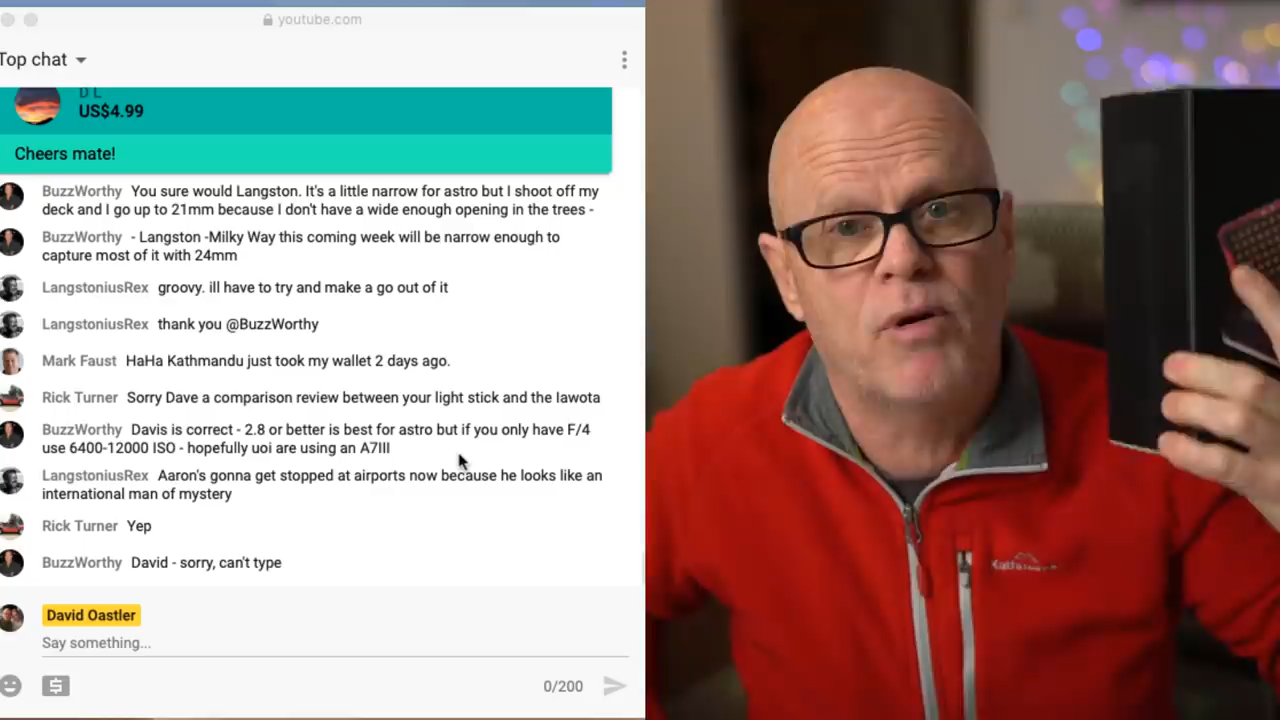 youtube.com
Top chat
D L
US$4.99
Cheers mate!
BuzzWorthy You sure would Langston. It's a little narrow for astro but I shoot off my
deck and I go up to 21mm because I don't have a wide enough opening in the trees -
BuzzWorthy - Langston -Milky Way this coming week will be narrow enough to
capture most of it with 24mm
LangstoniusRex groovy. ill have to try and make a go out of it
LangstoniusRex thank you @BuzzWorthy
Mark Faust HaHa Kathmandu just took my wallet 2 days ago.
Rick Turner Sorry Dave a comparison review between your light stick and the Iawota
BuzzWorthy Davis is correct - 2.8 or better is best for astro but if you only have F/4
use 6400-12000 ISO - hopefully uoi are using an A7III
LangstoniusRex Aaron's gonna get stopped at airports now because he looks like an
international man of mystery
Rick Turner Yep
BuzzWorthy David - sorry, can't type
David Oastler
Say something...
0/200